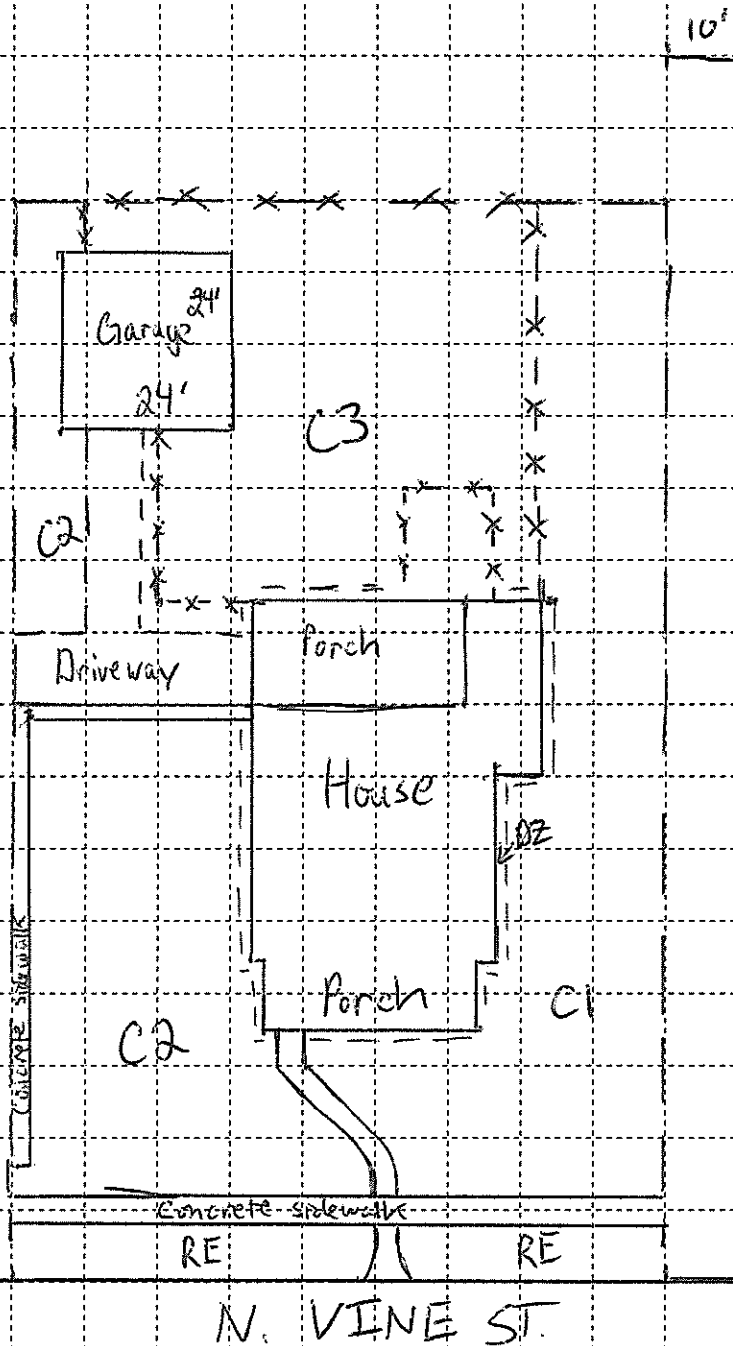 10'
24'
Garage
24'
C3
C2
Porch
Driveway
House
DZ
Concrete sidewalk
Porch
C1
C2
Concrete sidewalk
RE
RE
N. VINE ST.